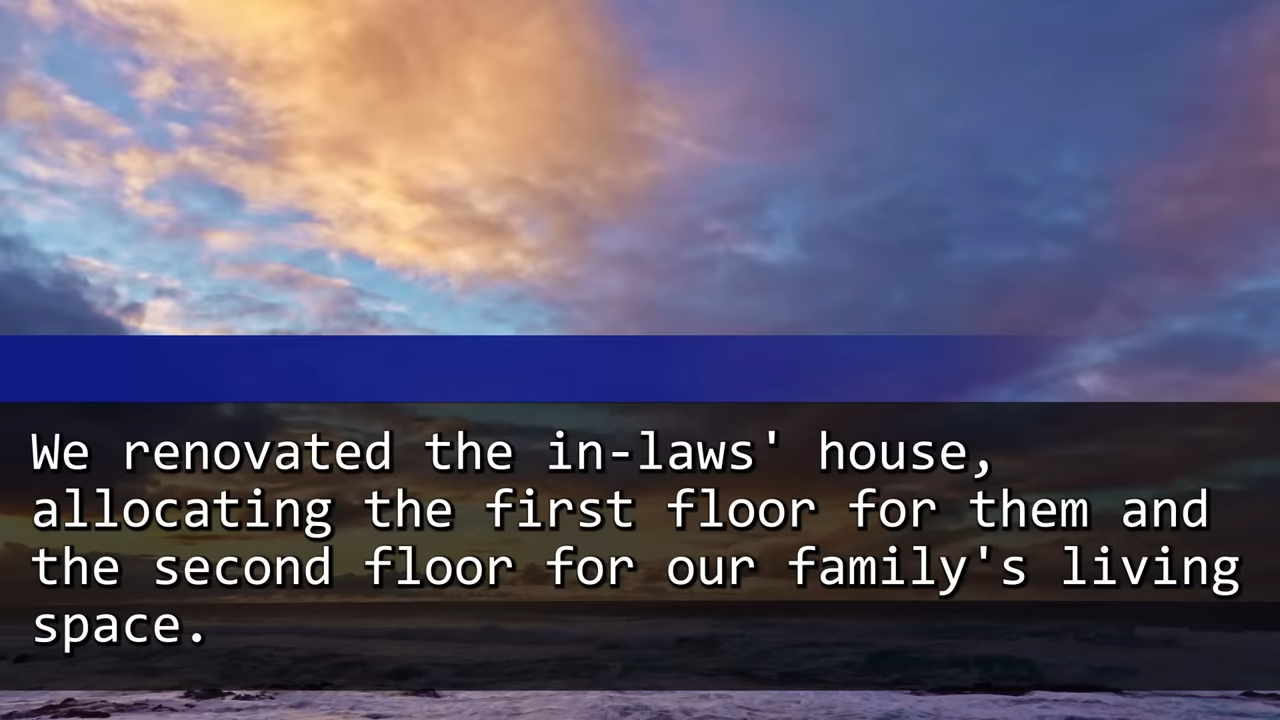 We renovated the in-laws' house,
allocating the first floor for them and
the second floor for our family's living
space.